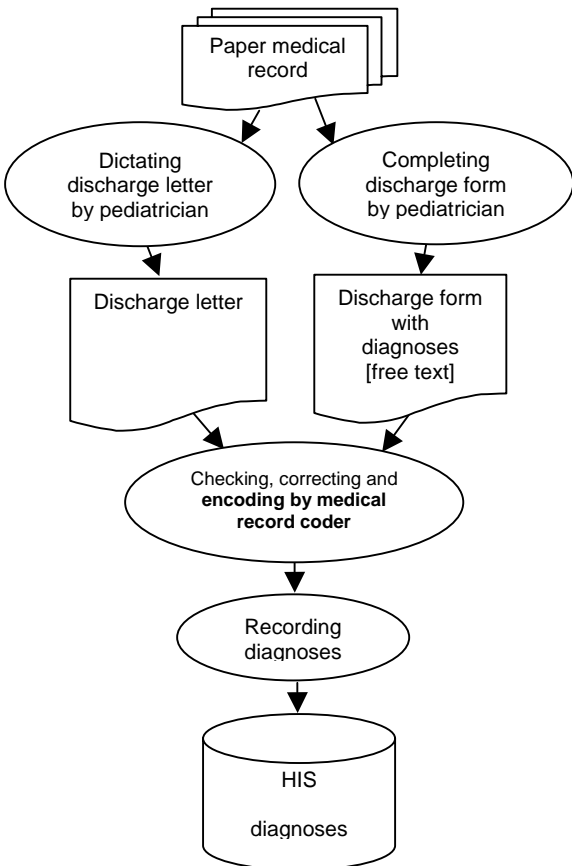 Paper medical
record
Dictating
discharge letter
by pediatrician
Completing
discharge form
by pediatrician
Discharge letter
Discharge form
with
diagnoses
[free text]
Checking, correcting and
encoding by medical
record coder
Recording
diagnoses
HIS
diagnoses